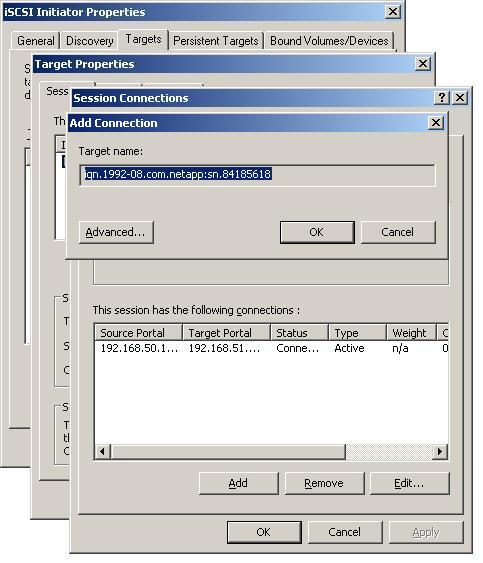 iSCSI Initiator Properties
General Discovery Targets Persistent Targets Bound Volumes/Devices
Target Properties
Session Connections
Add Connection
Target name:
iqn.1992-08.com.netapp:sn.84185618
Advanced... OK Cancel
This session has the following connections :
Source Portal Target Portal Status Type Weight
192.168.50.1... 192.168.51.... Conne... Active n/a 0
Add Remove Edit...
OK Cancel Apply